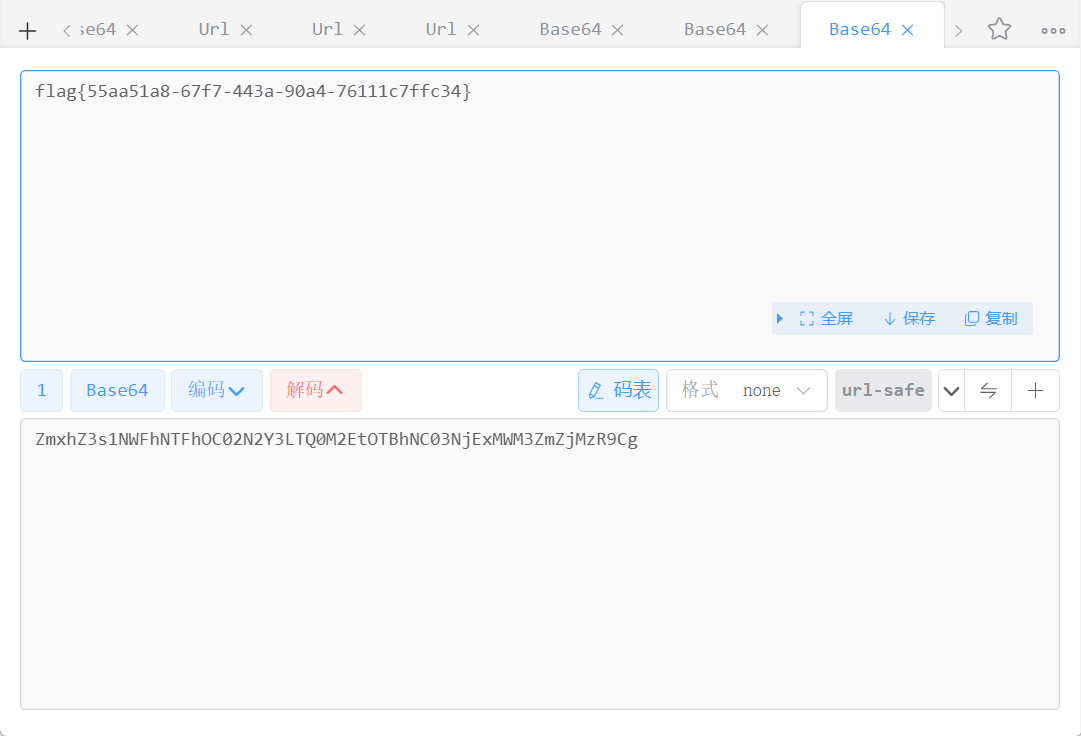 se64 Url Url Url Base64 Base64 Base64
flag{55aa51a8-67f7-443a-90a4-76111c7ffc34}
全屏 保存 复制
1 Base64 编码 解码 码表 格式 none url-safe
ZmxhZ3s1NWFhNTFhOC02N2Y3LTQ0M2EtOTBhNC03NjExMWM3ZmZjMzR9Cg